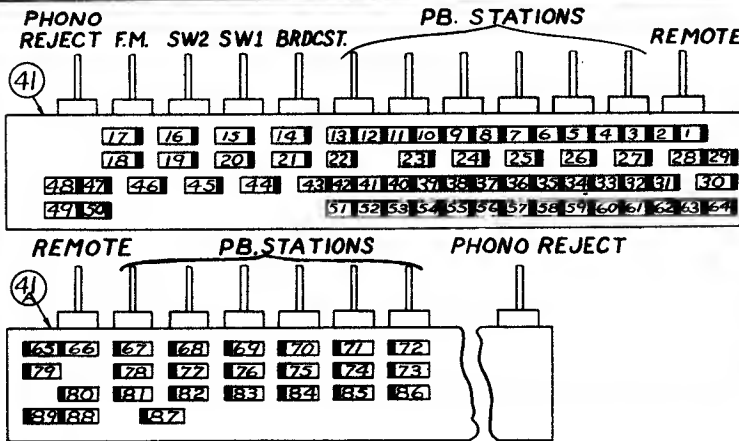 PHONO REJECT F.M. SW2 SW1 BRDCST. PB. STATIONS REMOTE
41
17 16 15 14 13 12 11 10 9 8 7 6 5 4 3 2 1
18 19 20 21 22 23 24 25 26 27 28 29
48 47 46 45 44 43 42 41 40 39 38 37 36 35 34 33 32 31 30
49 50 51 52 53 54 55 56 57 58 59 60 61 62 63 64
REMOTE PB. STATIONS PHONO REJECT
41A
65 66 67 68 69 70 71 72
79 78 77 76 75 74 73
80 81 82 83 84 85 86
89 88 87